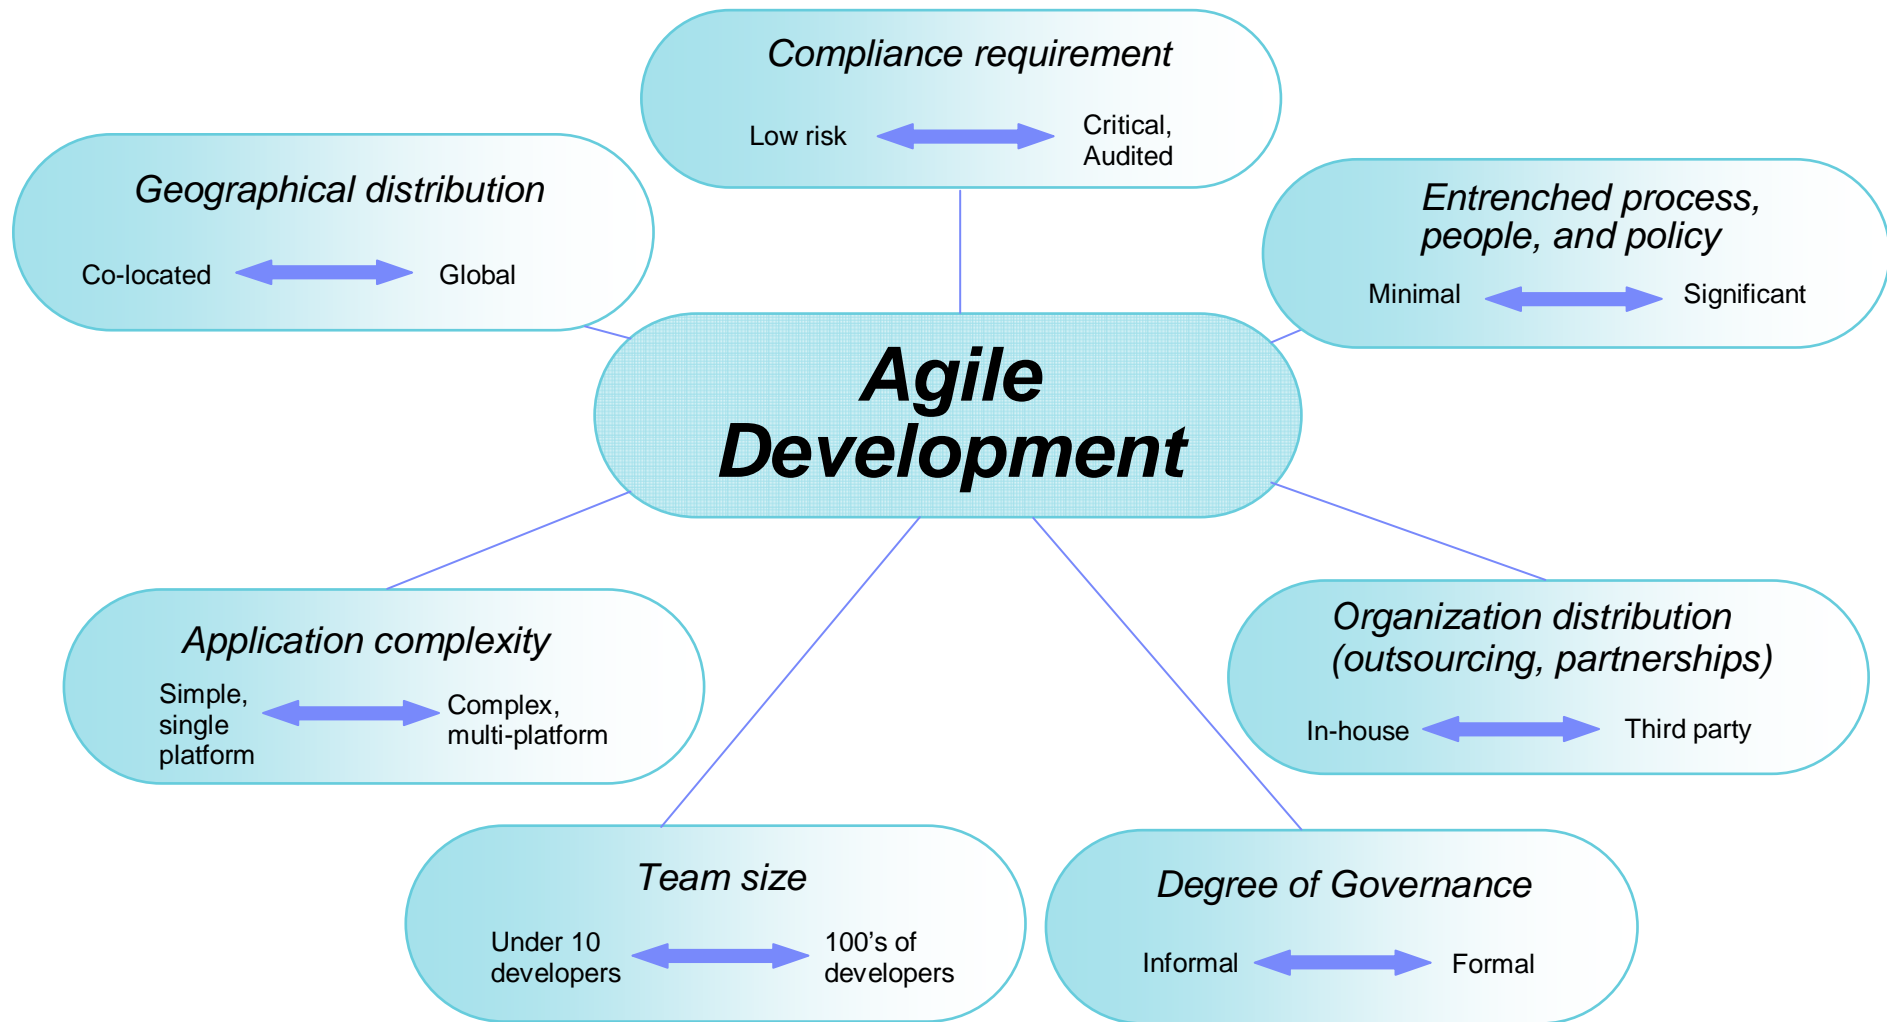 Compliance requirement
Low risk
Critical,
Audited
Geographical distribution
Co-located
Global
Entrenched process,
people, and policy
Minimal
Significant
Agile
Development
Application complexity
Simple,
single
platform
Complex,
multi-platform
Organization distribution
(outsourcing, partnerships)
In-house
Third party
Team size
Under 10
developers
100’s of
developers
Degree of Governance
Informal
Formal